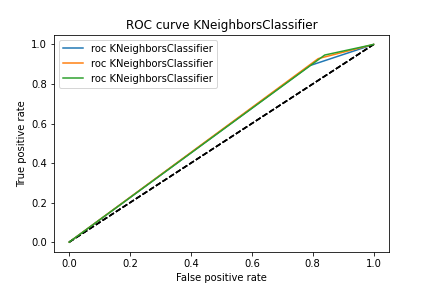 ROC curve KNeighborsClassifier
roc KNeighborsClassifier
roc KNeighborsClassifier
roc KNeighborsClassifier
True positive rate
1.0
0.8
0.6
0.4
0.2
0.0
0.0 0.2 0.4 0.6 0.8 1.0
False positive rate